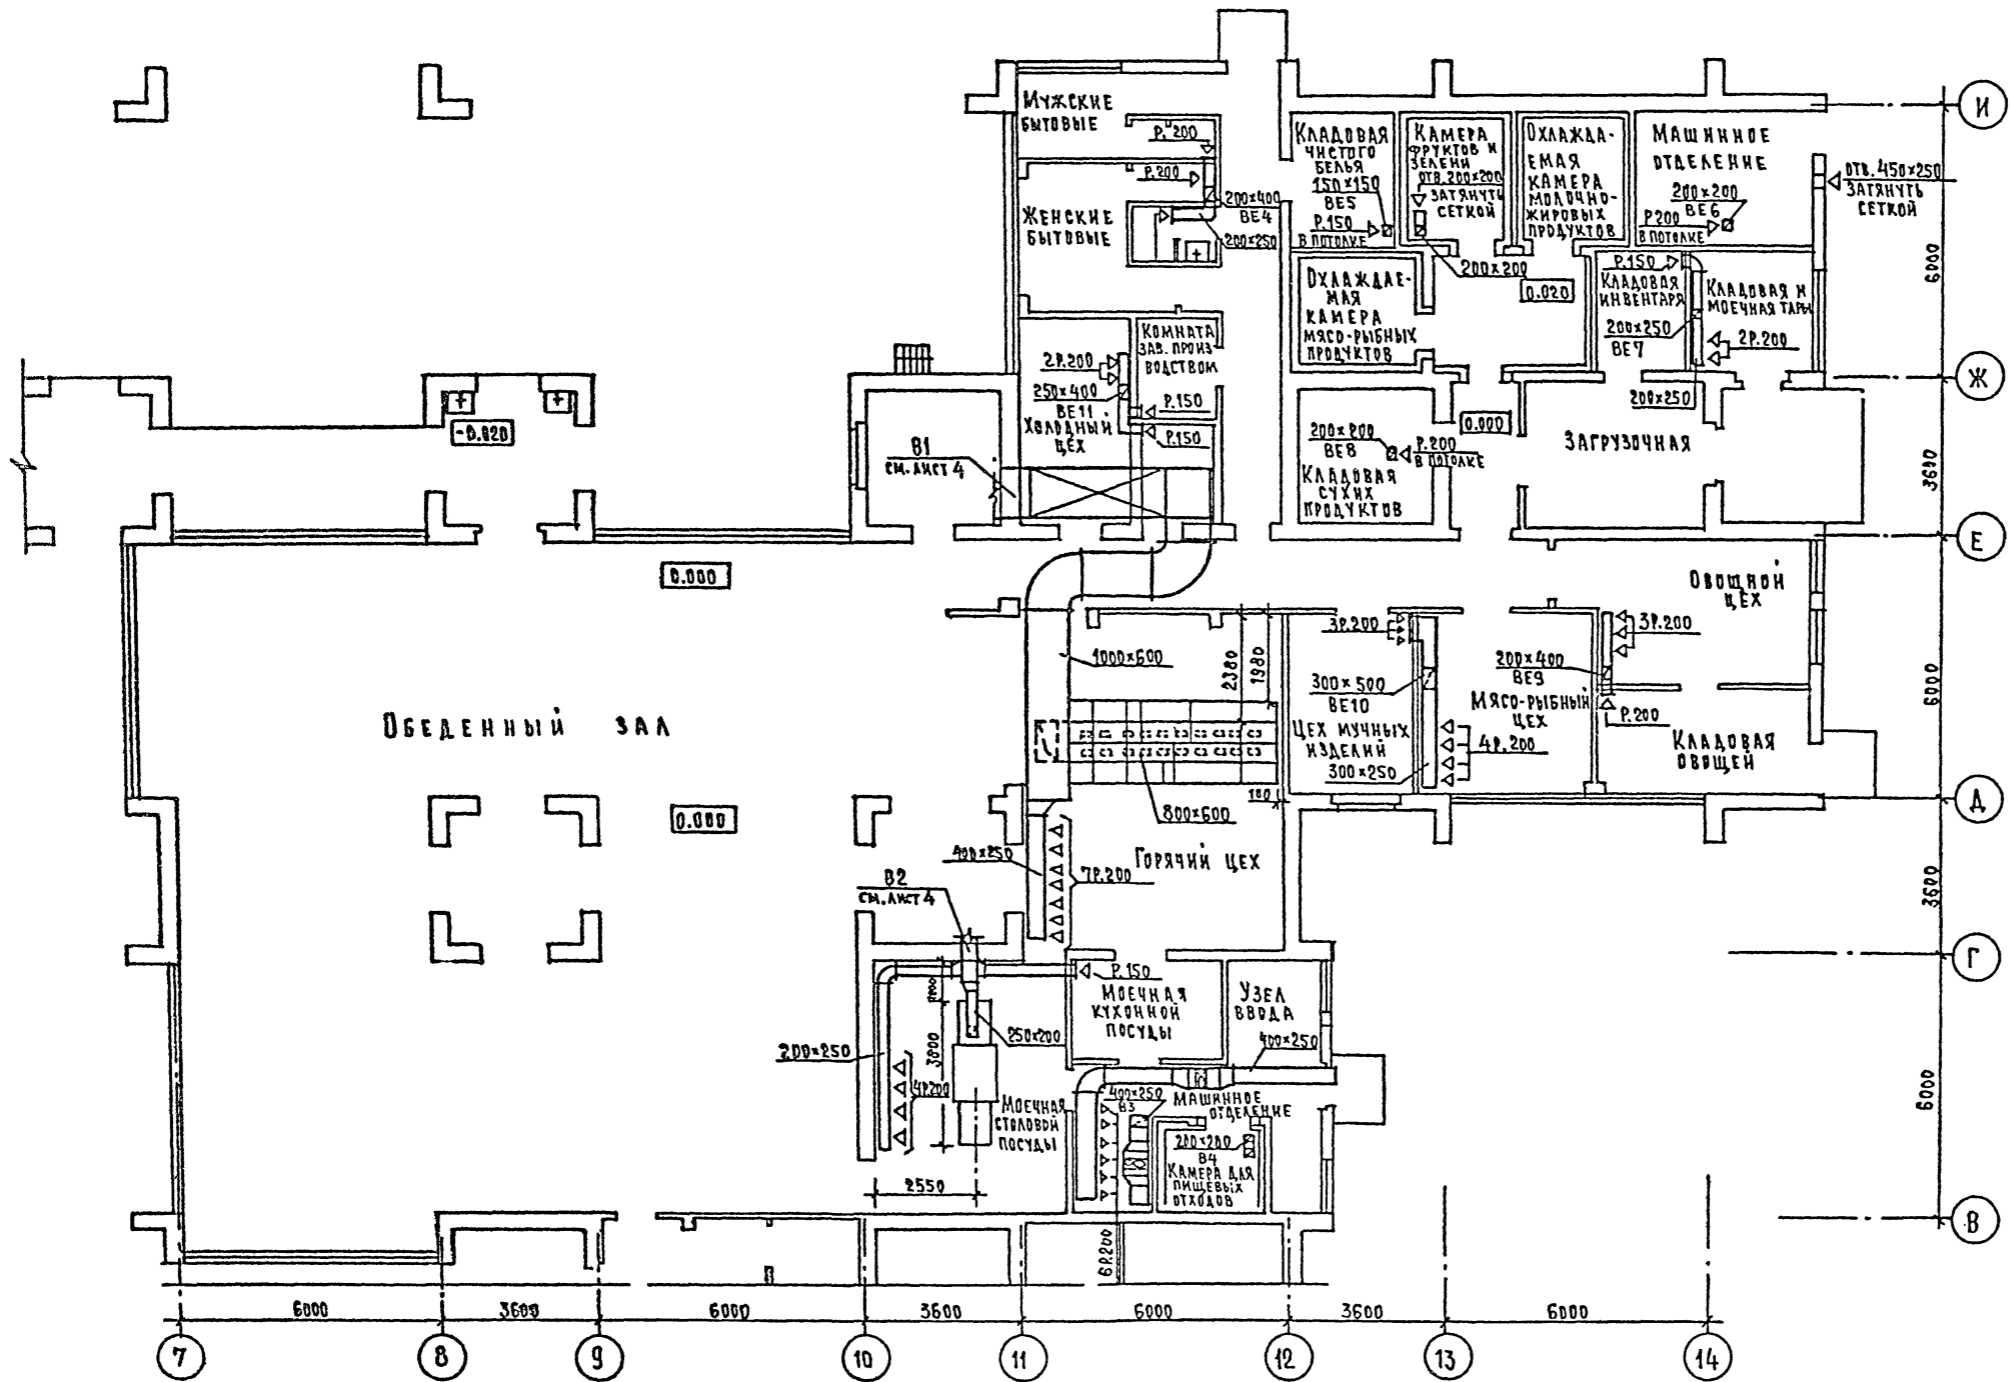 Мужские
бытовые
Р. 200
Р.200
Женские
бытовые
200×400
ВЕ4
200×250
Кладовая
чистого
белья
150×150
ВЕ5
Р.150
в потолке
Камера
фруктов и
зелени
отв.200×200
затянуть
сеткой
200×200
Охлажда-
емая
камера
молочно-
жировых
продуктов
Машинное
отделение
200×200
ВЕ6
Р200
в потолке
отв. 450×250
затянуть
сеткой
И
6000
0.020
Охлаждае-
мая
камера
мясо-рыбных
продуктов
Р.150
Кладовая
инвентаря
200×250
ВЕ7
Кладовая и
моечная тары
2Р.200
200×250
Ж
Комната
зав. произ-
водством
2Р.200
250×400
ВЕ11
Холодный
цех
Р.150
Р.150
-0.020
В1
см. лист 4
200×200
ВЕ8
Р.200
в потолке
Кладовая
сухих
продуктов
0.000
Загрузочная
3600
Е
0.000
Овощной
цех
3Р.200
1000×600
2380
1980
3Р.200
300×500
ВЕ10
Цех мучных
изделий
300×250
200×400
ВЕ9
Мясо-рыбный
цех
4Р.200
Р.200
Кладовая
овощей
6000
Обеденный зал
180
800×600
Д
0.000
400×250
7Р.200
Горячий цех
3600
В2
см. лист 4
Г
Р.150
Моечная
кухонной
посуды
Узел
ввода
400×250
3800
250×200
200×250
4Р.200
Моечная
столовой
посуды
2550
400×250
В3
Машинное
отделение
200×200
В4
Камера для
пищевых
отходов
6Р.200
6000
В
6000 3600 6000 3600 6000 3600 6000
7 8 9 10 11 12 13 14